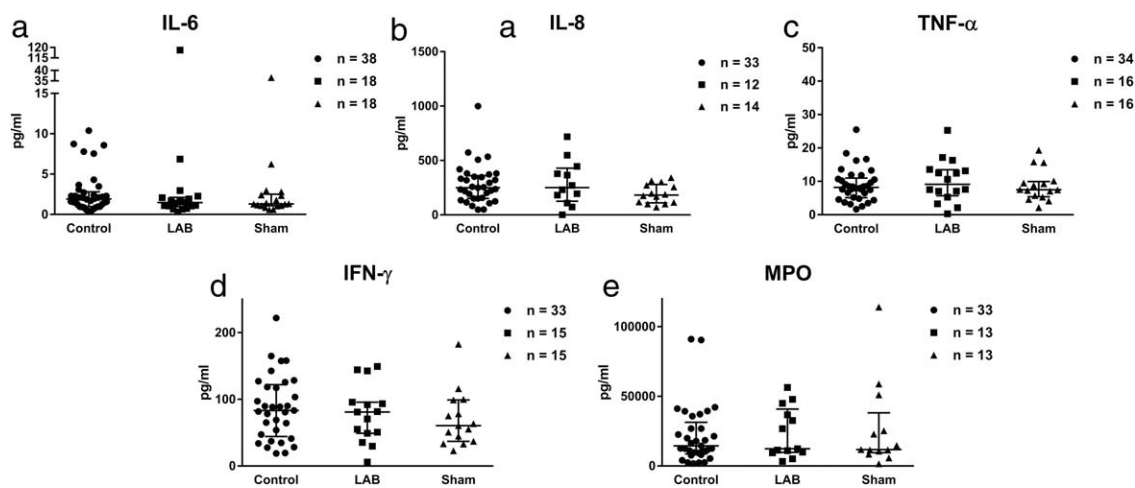 a
IL-6
120
115
40
35
15
10
5
0
pg/ml
Control
LAB
Sham
n = 38
n = 18
n = 18
b
a
IL-8
1500
1000
500
0
pg/ml
Control
LAB
Sham
n = 33
n = 12
n = 14
c
TNF-α
50
40
30
20
10
0
pg/ml
Control
LAB
Sham
n = 34
n = 16
n = 16
d
IFN-γ
200
100
0
pg/ml
Control
LAB
Sham
n = 33
n = 15
n = 15
e
MPO
100000
50000
0
pg/ml
Control
LAB
Sham
n = 33
n = 13
n = 13